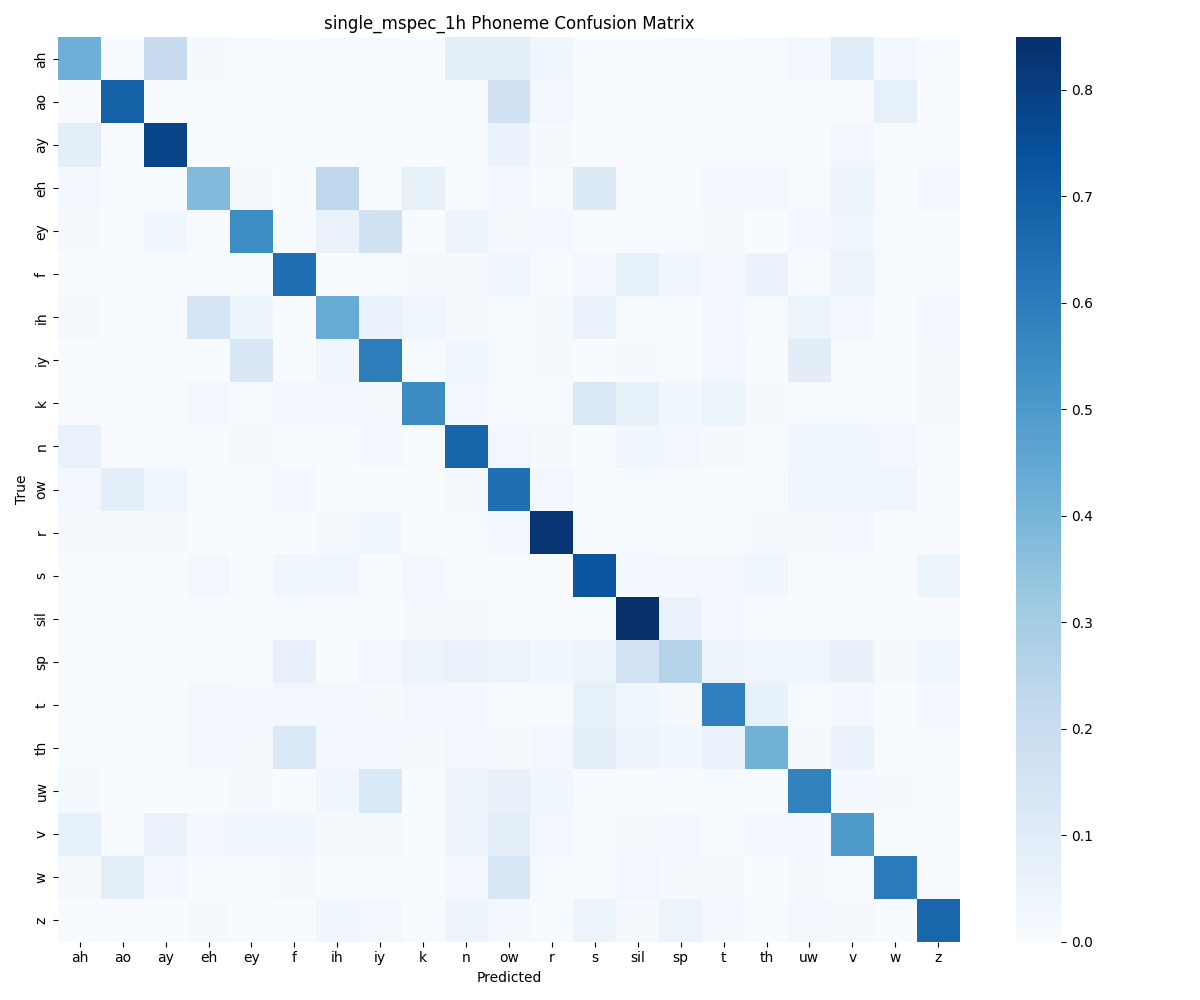 single_mspec_1h Phoneme Confusion Matrix
True
ah
ao
ay
eh
ey
f
ih
iy
k
n
ow
r
s
sil
sp
t
th
uw
v
w
z
ah ao ay eh ey f ih iy k n ow r s sil sp t th uw v w z
Predicted
0.8
0.7
0.6
0.5
0.4
0.3
0.2
0.1
0.0